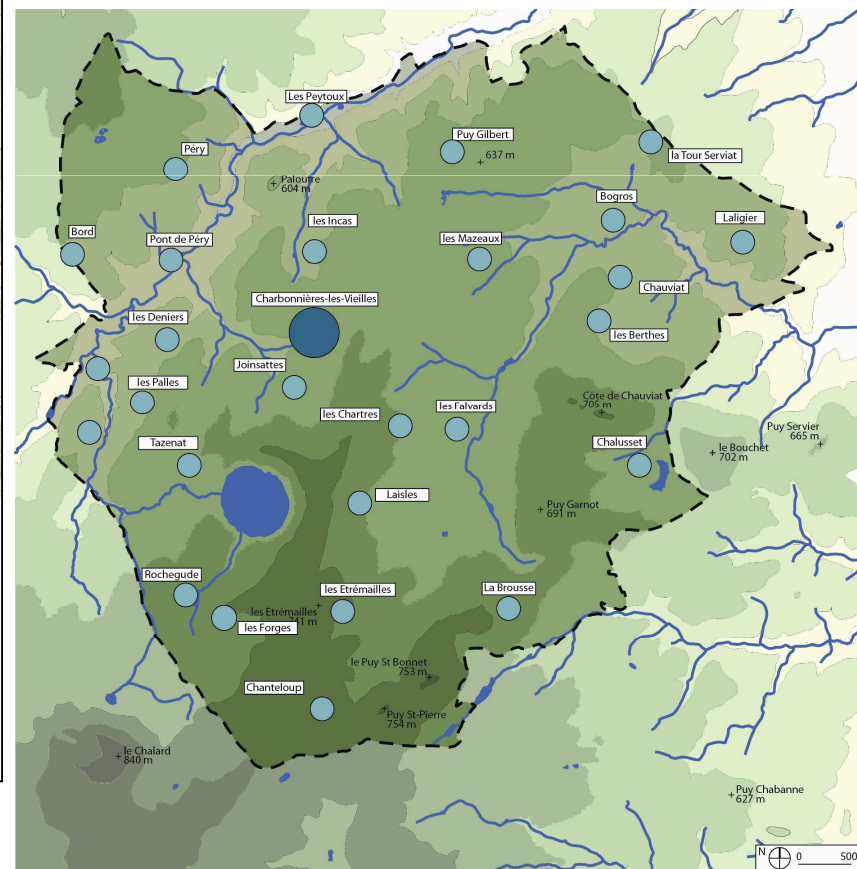 Les Peytoux
Puy Gilbert
637 m
la Tour Serviat
Péry
Paloutre
604 m
Bogros
Laligier
Bord
Pont de Péry
les Incas
les Mazeaux
Chauviat
Charbonnières-les-Vieilles
les Deniers
les Berthes
Joinsattes
les Palles
les Chartres
les Falvards
Côte de Chauviat
705 m
Puy Servier
665 m
le Bouchet
702 m
Tazenat
Chalusset
Laisles
Puy Garnot
691 m
Rochegude
les Etrémailles
La Brousse
les Etrémailles
741 m
les Forges
le Puy St Bonnet
753 m
Chanteloup
Puy St-Pierre
754 m
le Chalard
840 m
Puy Chabanne
627 m
N 0 500